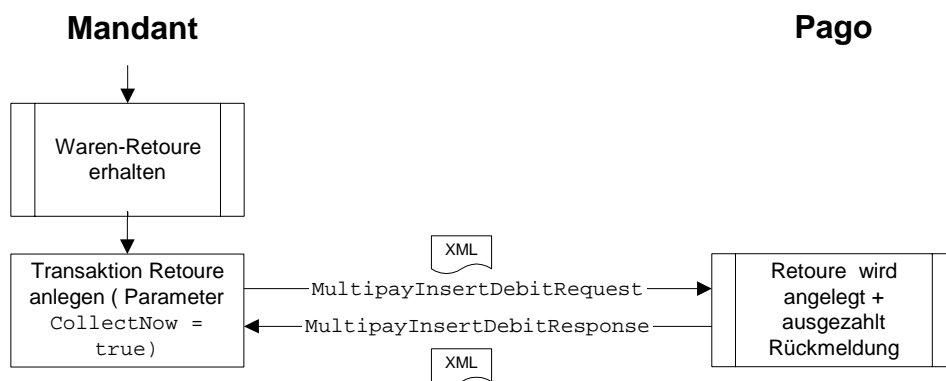 Mandant
Pago
Waren-Retoure
erhalten
Transaktion Retoure
anlegen ( Parameter
CollectNow =
true)
XML
MultipayInsertDebitRequest
MultipayInsertDebitResponse
XML
Retoure wird
angelegt +
ausgezahlt
Rückmeldung